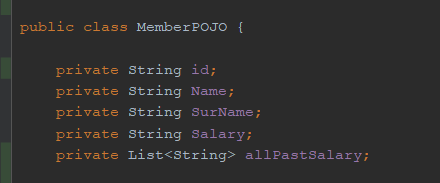 public class MemberPOJO {
private String id;
private String Name;
private String SurName;
private String Salary;
private List<String> allPastSalary;